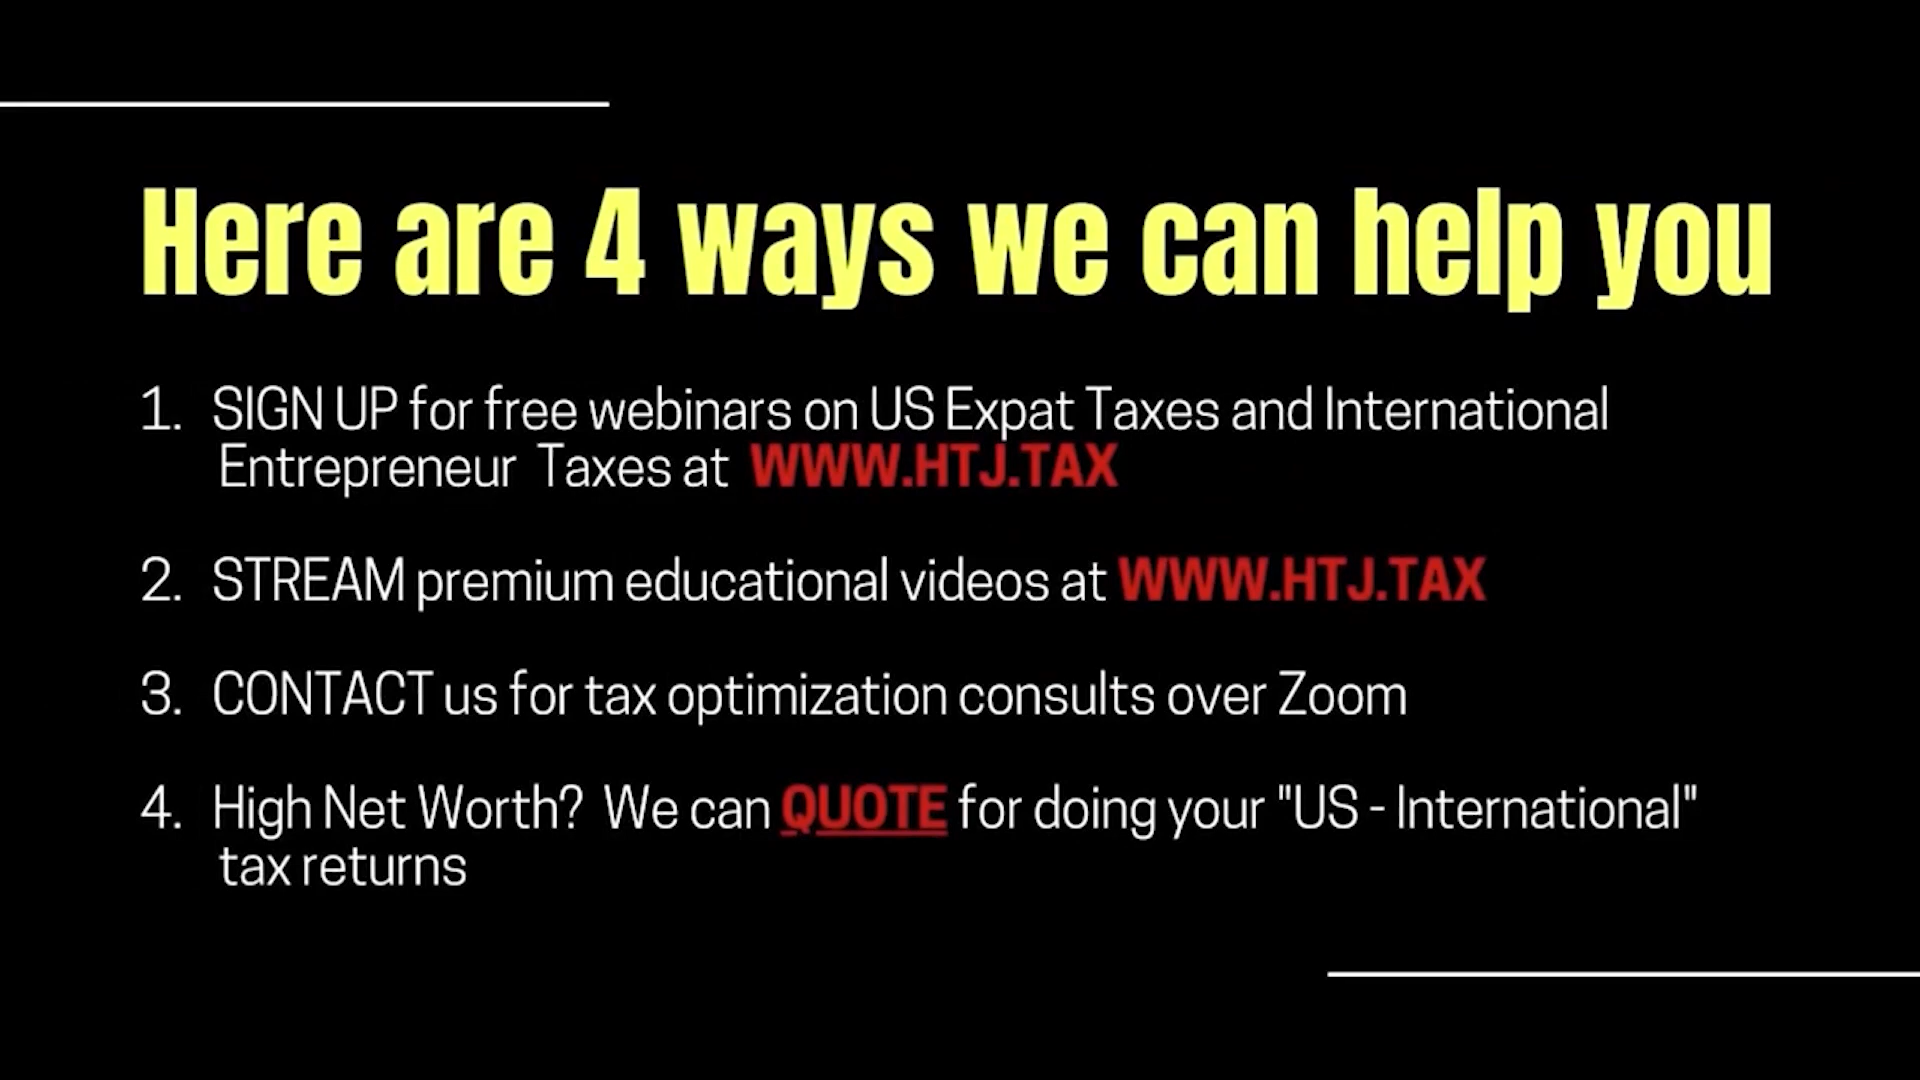 Here are 4 ways we can help you
1. SIGN UP for free webinars on US Expat Taxes and International
Entrepreneur Taxes at WWW.HTJ.TAX
2. STREAM premium educational videos at WWW.HTJ.TAX
3. CONTACT us for tax optimization consults over Zoom
4. High Net Worth? We can QUOTE for doing your "US - International"
tax returns